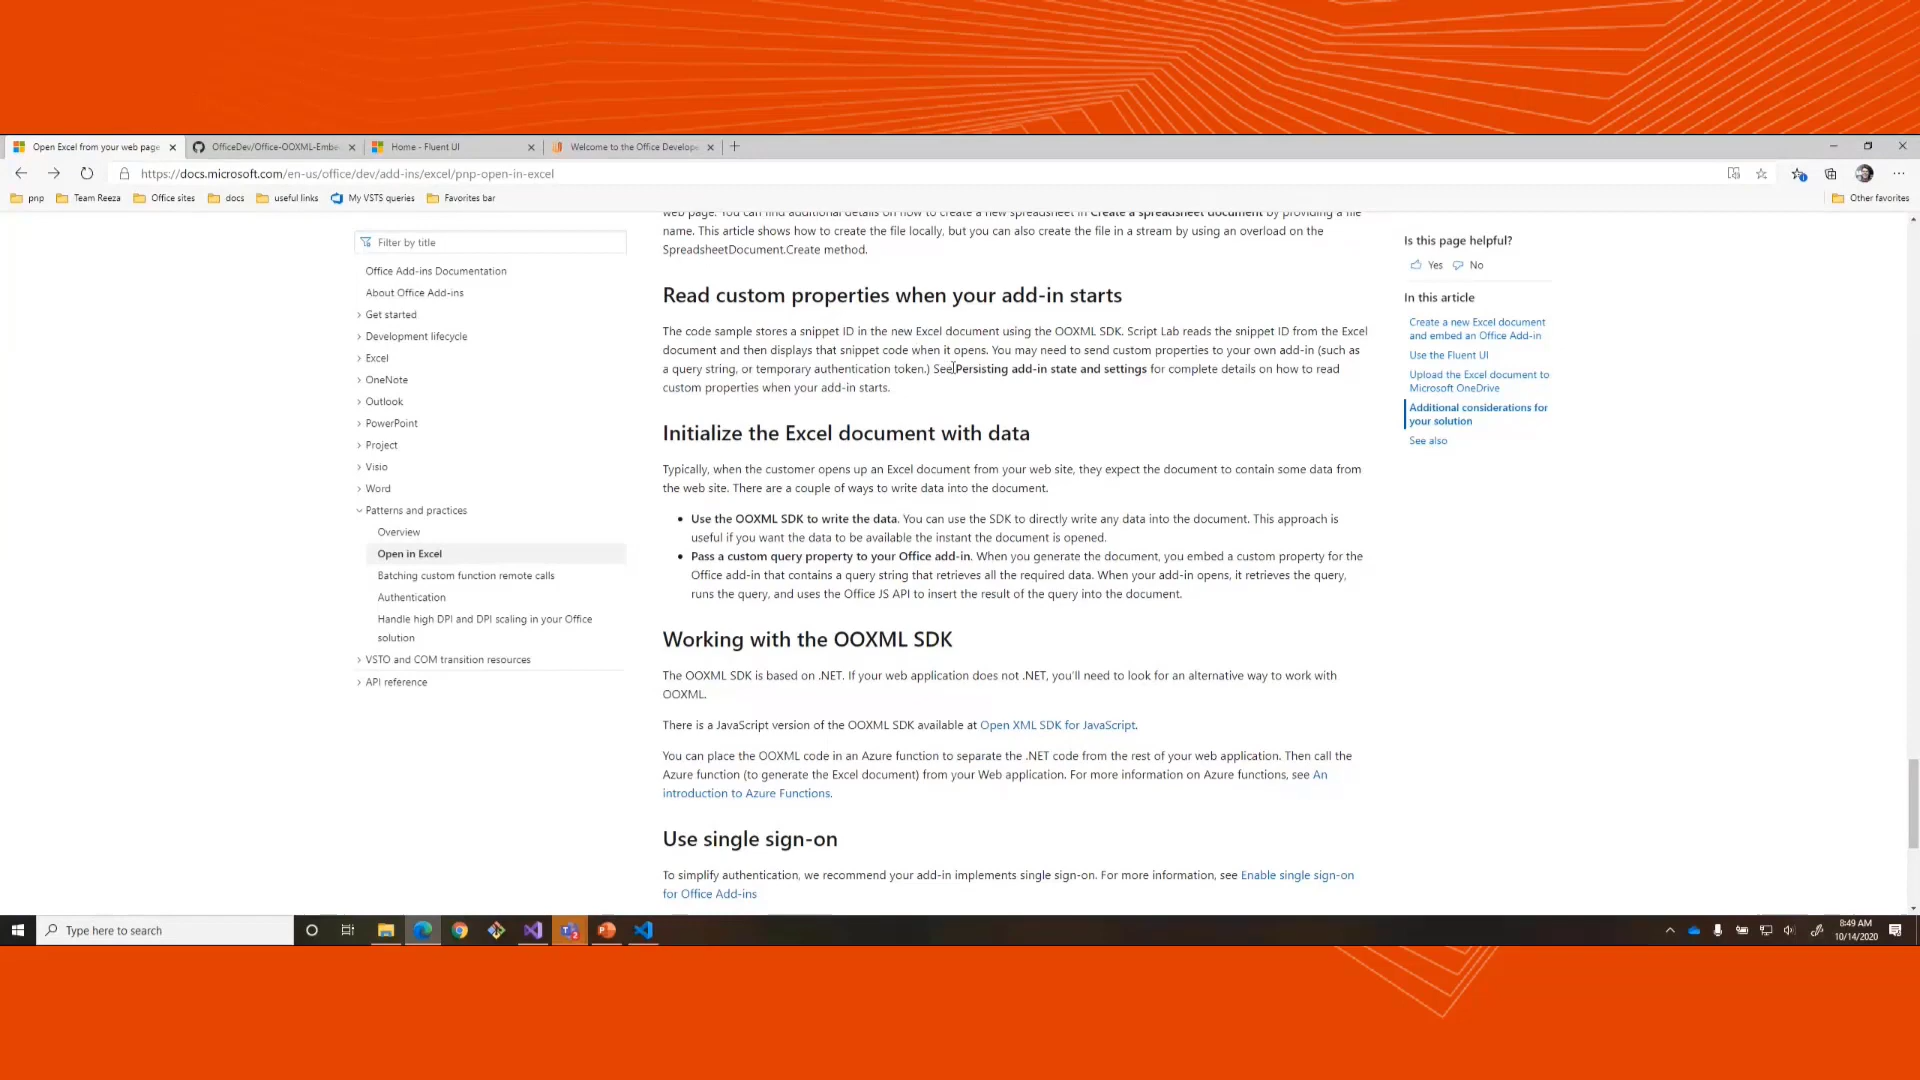 Open Excel from your web page
OfficeDev/Office-OOXML-Embe
Home - Fluent UI
Welcome to the Office Develope
https://docs.microsoft.com/en-us/office/dev/add-ins/excel/pnp-open-in-excel
pnp
Team Reeza
Office sites
docs
useful links
My VSTS queries
Favorites bar
Other favorites
Filter by title
Office Add-ins Documentation
About Office Add-ins
Get started
Development lifecycle
Excel
OneNote
Outlook
PowerPoint
Project
Visio
Word
Patterns and practices
Overview
Open in Excel
Batching custom function remote calls
Authentication
Handle high DPI and DPI scaling in your Office
solution
VSTO and COM transition resources
API reference
web page. You can find additional details on how to create a new spreadsheet in Create a spreadsheet document by providing a file
name. This article shows how to create the file locally, but you can also create the file in a stream by using an overload on the
SpreadsheetDocument.Create method.
Read custom properties when your add-in starts
The code sample stores a snippet ID in the new Excel document using the OOXML SDK. Script Lab reads the snippet ID from the Excel
document and then displays that snippet code when it opens. You may need to send custom properties to your own add-in (such as
a query string, or temporary authentication token.) See Persisting add-in state and settings for complete details on how to read
custom properties when your add-in starts.
Initialize the Excel document with data
Typically, when the customer opens up an Excel document from your web site, they expect the document to contain some data from
the web site. There are a couple of ways to write data into the document.
• Use the OOXML SDK to write the data. You can use the SDK to directly write any data into the document. This approach is
useful if you want the data to be available the instant the document is opened.
• Pass a custom query property to your Office add-in. When you generate the document, you embed a custom property for the
Office add-in that contains a query string that retrieves all the required data. When your add-in opens, it retrieves the query,
runs the query, and uses the Office JS API to insert the result of the query into the document.
Working with the OOXML SDK
The OOXML SDK is based on .NET. If your web application does not .NET, you'll need to look for an alternative way to work with
OOXML.
There is a JavaScript version of the OOXML SDK available at Open XML SDK for JavaScript.
You can place the OOXML code in an Azure function to separate the .NET code from the rest of your web application. Then call the
Azure function (to generate the Excel document) from your Web application. For more information on Azure functions, see An
introduction to Azure Functions.
Use single sign-on
To simplify authentication, we recommend your add-in implements single sign-on. For more information, see Enable single sign-on
for Office Add-ins
Is this page helpful?
Yes No
In this article
Create a new Excel document
and embed an Office Add-in
Use the Fluent UI
Upload the Excel document to
Microsoft OneDrive
Additional considerations for
your solution
See also
Type here to search
8:49 AM
10/14/2020